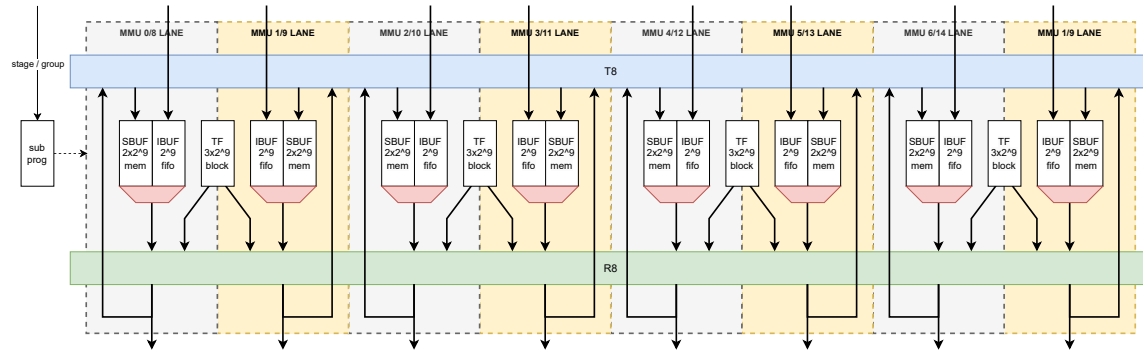 MMU 0/8 LANE
MMU 1/9 LANE
MMU 2/10 LANE
MMU 3/11 LANE
MMU 4/12 LANE
MMU 5/13 LANE
MMU 6/14 LANE
MMU 1/9 LANE
stage / group
T8
sub
prog
SBUF
2x2^9
mem
IBUF
2^9
fifo
TF
3x2^9
block
IBUF
2^9
fifo
SBUF
2x2^9
mem
SBUF
2x2^9
mem
IBUF
2^9
fifo
TF
3x2^9
block
IBUF
2^9
fifo
SBUF
2x2^9
mem
SBUF
2x2^9
mem
IBUF
2^9
fifo
TF
3x2^9
block
IBUF
2^9
fifo
SBUF
2x2^9
mem
SBUF
2x2^9
mem
IBUF
2^9
fifo
TF
3x2^9
block
IBUF
2^9
fifo
SBUF
2x2^9
mem
R8